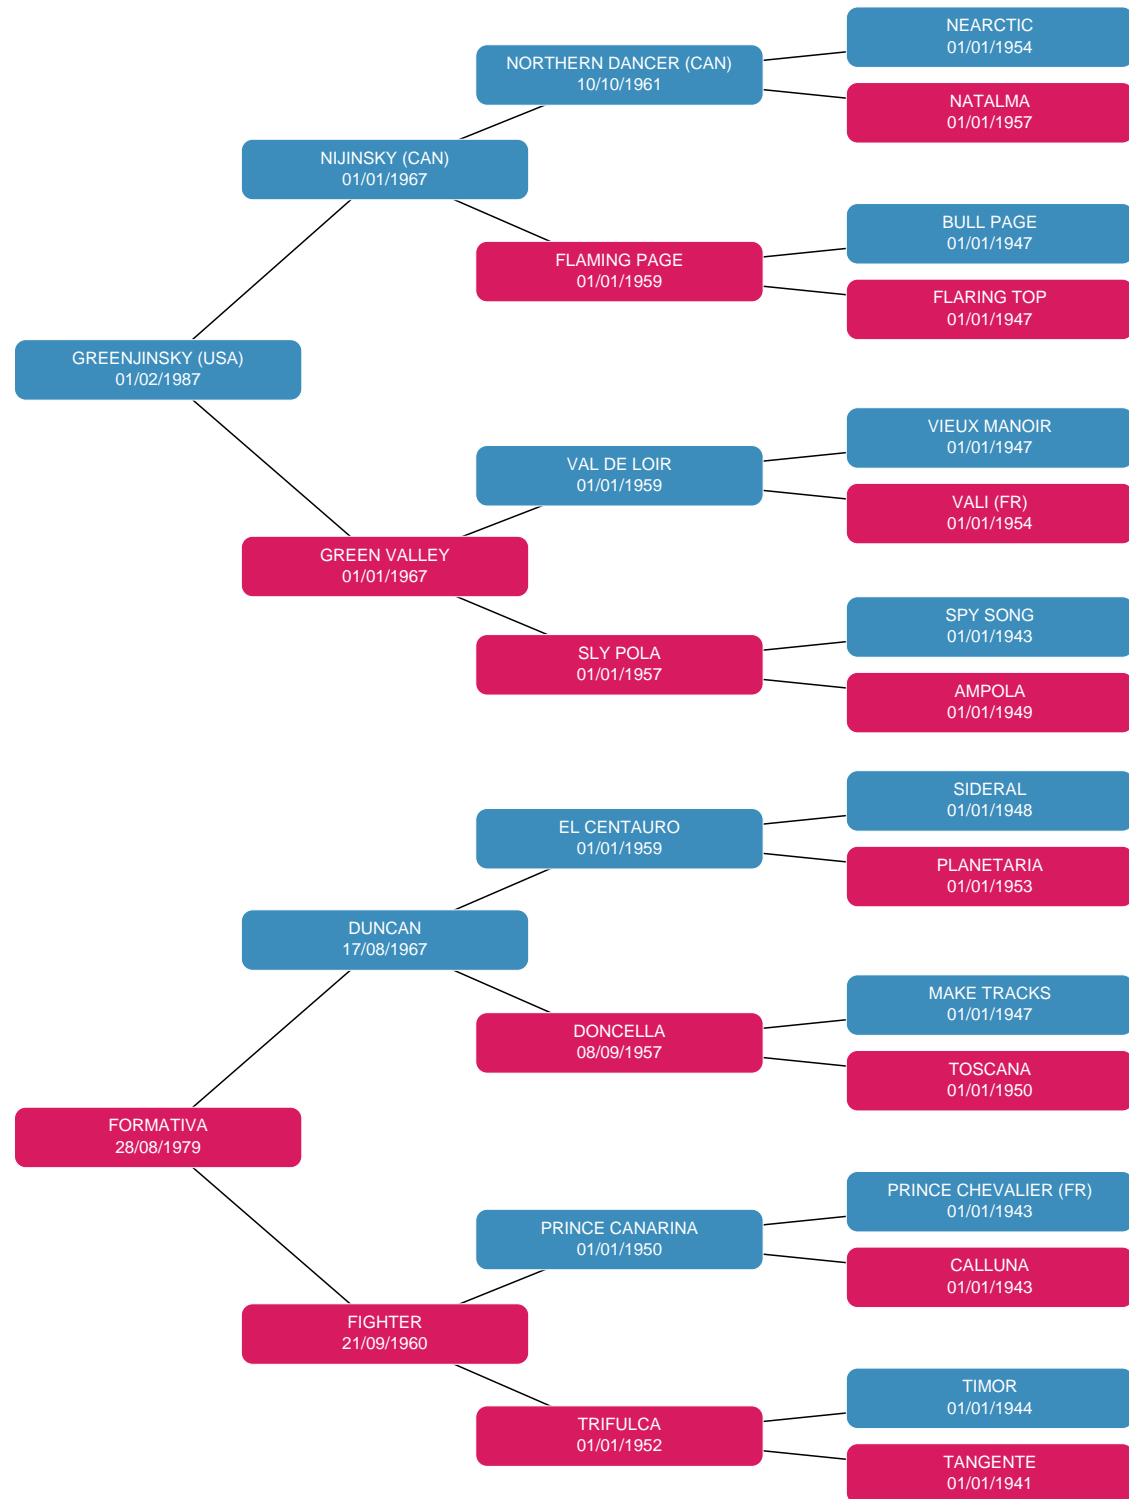 NEARCTIC
01/01/1954
NORTHERN DANCER (CAN)
10/10/1961
NATALMA
01/01/1957
NIJINSKY (CAN)
01/01/1967
BULL PAGE
01/01/1947
FLAMING PAGE
01/01/1959
FLARING TOP
01/01/1947
GREENJINSKY (USA)
01/02/1987
VIEUX MANOIR
01/01/1947
VAL DE LOIR
01/01/1959
VALI (FR)
01/01/1954
GREEN VALLEY
01/01/1967
SPY SONG
01/01/1943
SLY POLA
01/01/1957
AMPOLA
01/01/1949
SIDERAL
01/01/1948
EL CENTAURO
01/01/1959
PLANETARIA
01/01/1953
DUNCAN
17/08/1967
MAKE TRACKS
01/01/1947
DONCELLA
08/09/1957
TOSCANA
01/01/1950
FORMATIVA
28/08/1979
PRINCE CHEVALIER (FR)
01/01/1943
PRINCE CANARINA
01/01/1950
CALLUNA
01/01/1943
FIGHTER
21/09/1960
TIMOR
01/01/1944
TRIFULCA
01/01/1952
TANGENTE
01/01/1941